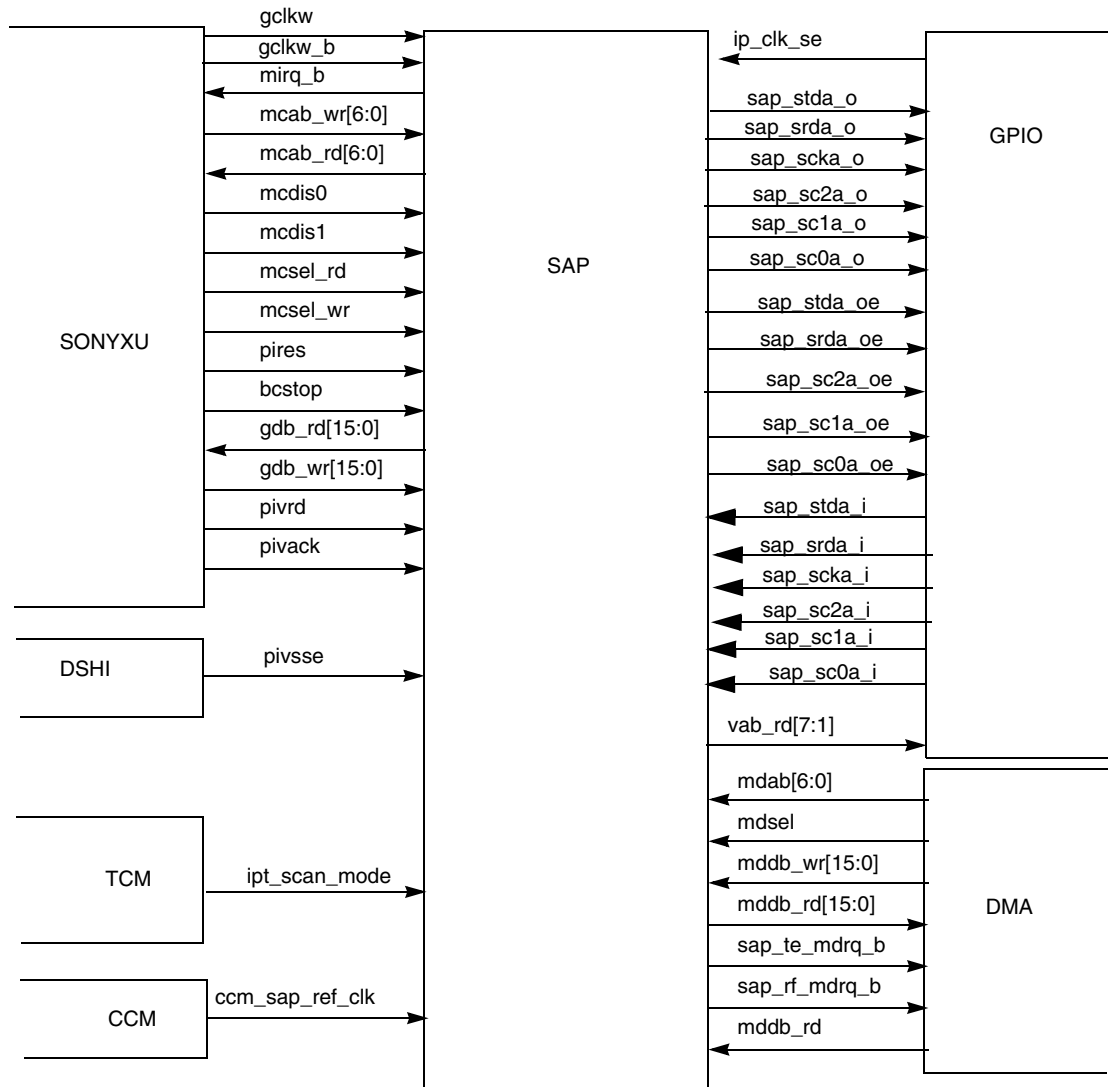 gclkw
gclkw_b
mirq_b
mcab_wr[6:0]
mcab_rd[6:0]
mcdis0
mcdis1
mcsel_rd
mcsel_wr
SONYXU
pires
bcstop
gdb_rd[15:0]
gdb_wr[15:0]
pivrd
pivack
DSHI
pivsse
TCM
ipt_scan_mode
CCM
ccm_sap_ref_clk
SAP
ip_clk_se
sap_stda_o
sap_srda_o
GPIO
sap_scka_o
sap_sc2a_o
sap_sc1a_o
sap_sc0a_o
sap_stda_oe
sap_srda_oe
sap_sc2a_oe
sap_sc1a_oe
sap_sc0a_oe
sap_stda_i
sap_srda_i
sap_scka_i
sap_sc2a_i
sap_sc1a_i
sap_sc0a_i
vab_rd[7:1]
mdab[6:0]
mdsel
mddb_wr[15:0]
mddb_rd[15:0]
DMA
sap_te_mdrq_b
sap_rf_mdrq_b
mddb_rd